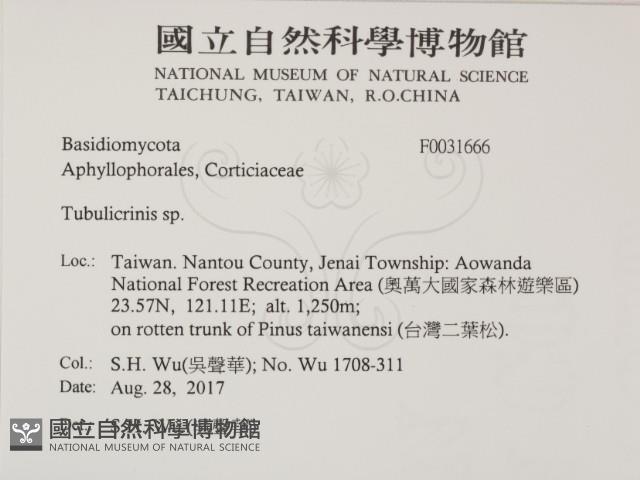 國立自然科學博物館
NATIONAL MUSEUM OF NATURAL SCIENCE
TAICHUNG, TAIWAN, R.O.CHINA
Basidiomycota F0031666
Aphyllophorales, Corticiaceae
Tubulicrinis sp.
Loc.: Taiwan. Nantou County, Jenai Township: Aowanda
National Forest Recreation Area (奧萬大國家森林遊樂區)
23.57N, 121.11E; alt. 1,250m;
on rotten trunk of Pinus taiwanensi (台灣二葉松).
Col.: S.H. Wu(吳聲華); No. Wu 1708-311
Date: Aug. 28, 2017
國立自然科學博物館
NATIONAL MUSEUM OF NATURAL SCIENCE